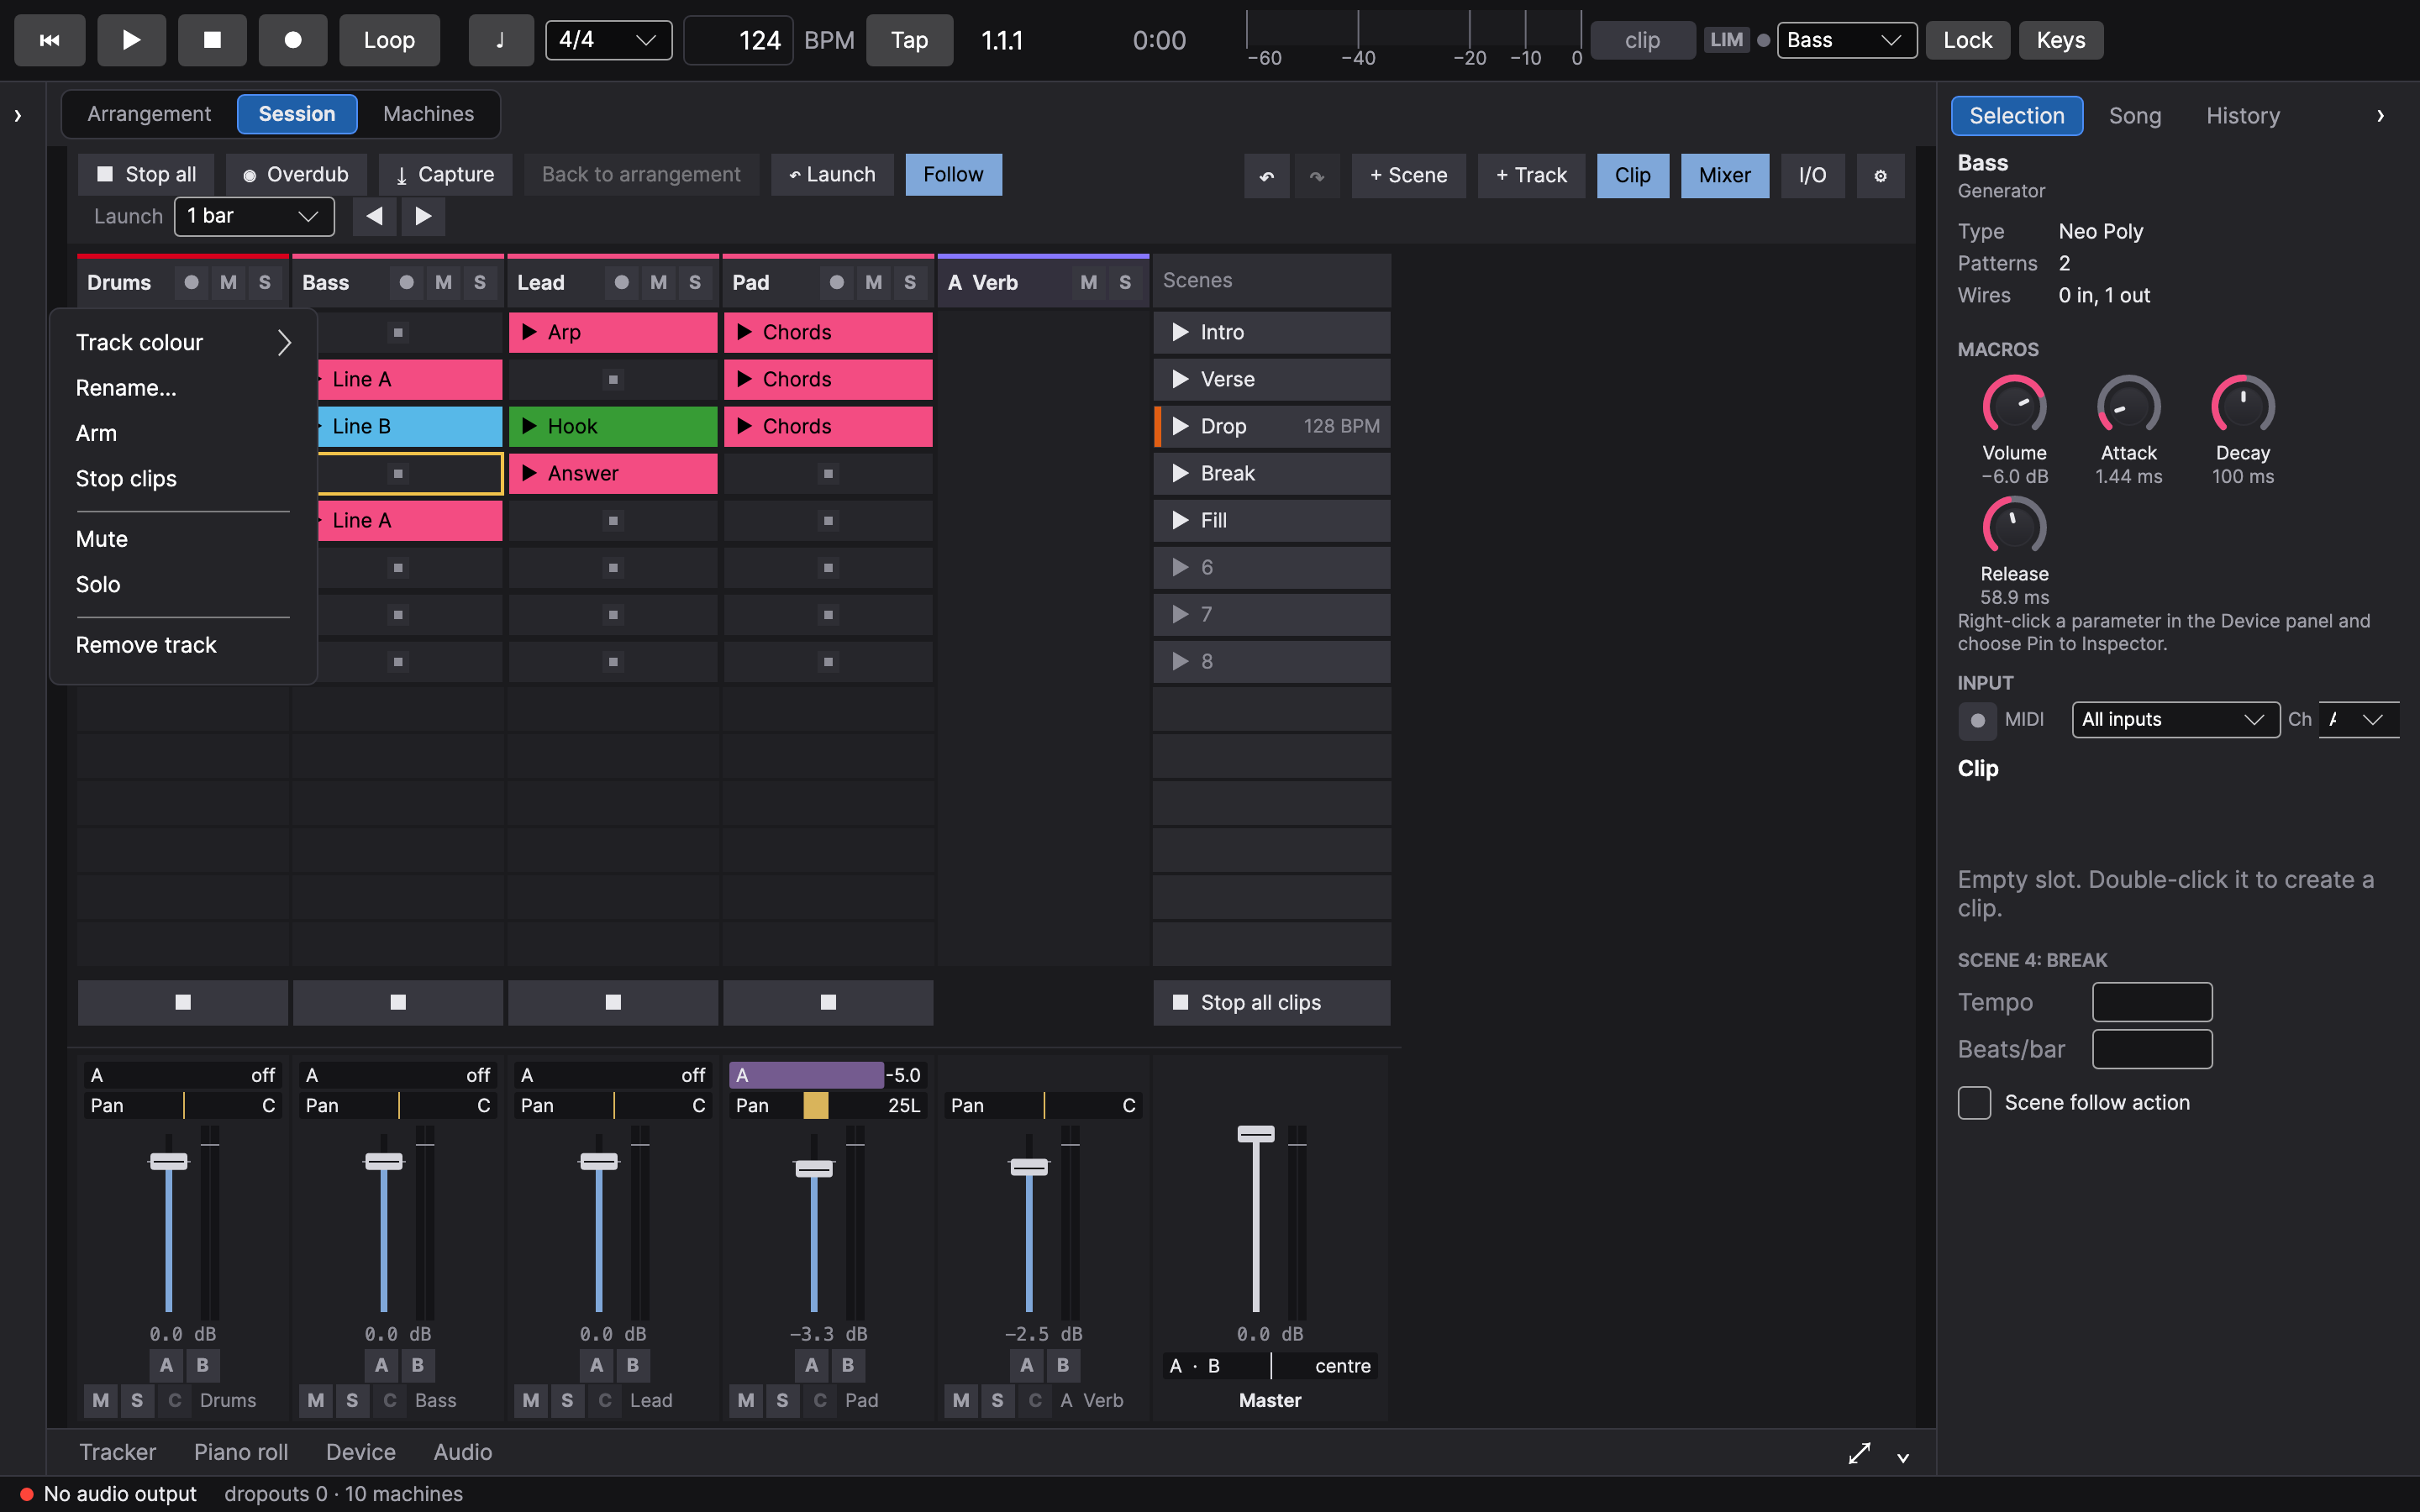 Loop
4/4
124 BPM
Tap
1.1.1
0:00
−60 −40 −20 −10 0
clip
LIM
Bass
Lock
Keys
Arrangement
Session
Machines
Stop all
Overdub
Capture
Back to arrangement
Launch
Follow
+ Scene
+ Track
Clip
Mixer
I/O
Launch
1 bar
Drums M S
Bass M S
Lead M S
Pad M S
A Verb M S
Scenes
Track colour
Rename...
Arm
Stop clips
Mute
Solo
Remove track
Arp
Chords
Intro
Line A
Chords
Verse
Line B
Hook
Chords
Drop 128 BPM
Answer
Break
Line A
Fill
6
7
8
Stop all clips
A off
A off
A off
A -5.0
Pan C
Pan C
Pan C
Pan 25L
Pan C
0.0 dB
0.0 dB
0.0 dB
−3.3 dB
−2.5 dB
0.0 dB
A B
A B
A B
A B
A B
A · B centre
M S C Drums
M S C Bass
M S C Lead
M S C Pad
M S C A Verb
Master
Tracker
Piano roll
Device
Audio
No audio output
dropouts 0 · 10 machines
Selection
Song
History
Bass
Generator
Type Neo Poly
Patterns 2
Wires 0 in, 1 out
MACROS
Volume
−6.0 dB
Attack
1.44 ms
Decay
100 ms
Release
58.9 ms
Right-click a parameter in the Device panel and
choose Pin to Inspector.
INPUT
MIDI
All inputs
Ch
Clip
Empty slot. Double-click it to create a
clip.
SCENE 4: BREAK
Tempo
Beats/bar
Scene follow action